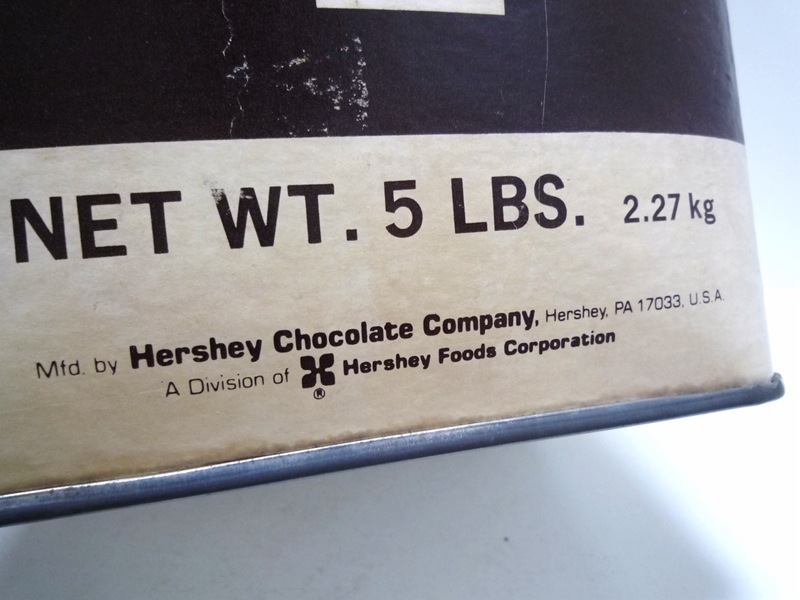 NET WT. 5 LBS. 2.27 kg
Mfd. by Hershey Chocolate Company, Hershey, PA 17033, U.S.A.
A Division of Hershey Foods Corporation
®